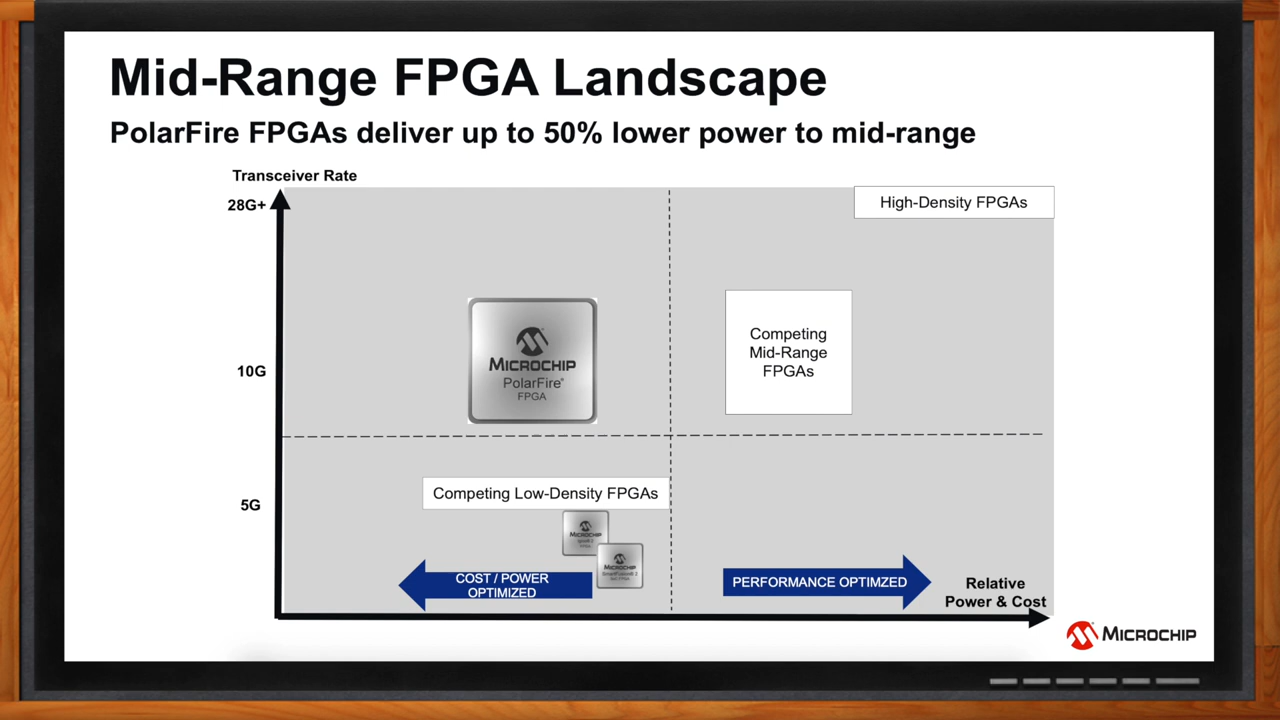 Mid-Range FPGA Landscape
PolarFire FPGAs deliver up to 50% lower power to mid-range
Transceiver Rate
28G+
High-Density FPGAs
MICROCHIP
PolarFire®
FPGA
Competing
Mid-Range
FPGAs
10G
Competing Low-Density FPGAs
5G
SmartFusion® 2
COST / POWER
OPTIMIZED
PERFORMANCE OPTIMZED
Relative
Power & Cost
MICROCHIP